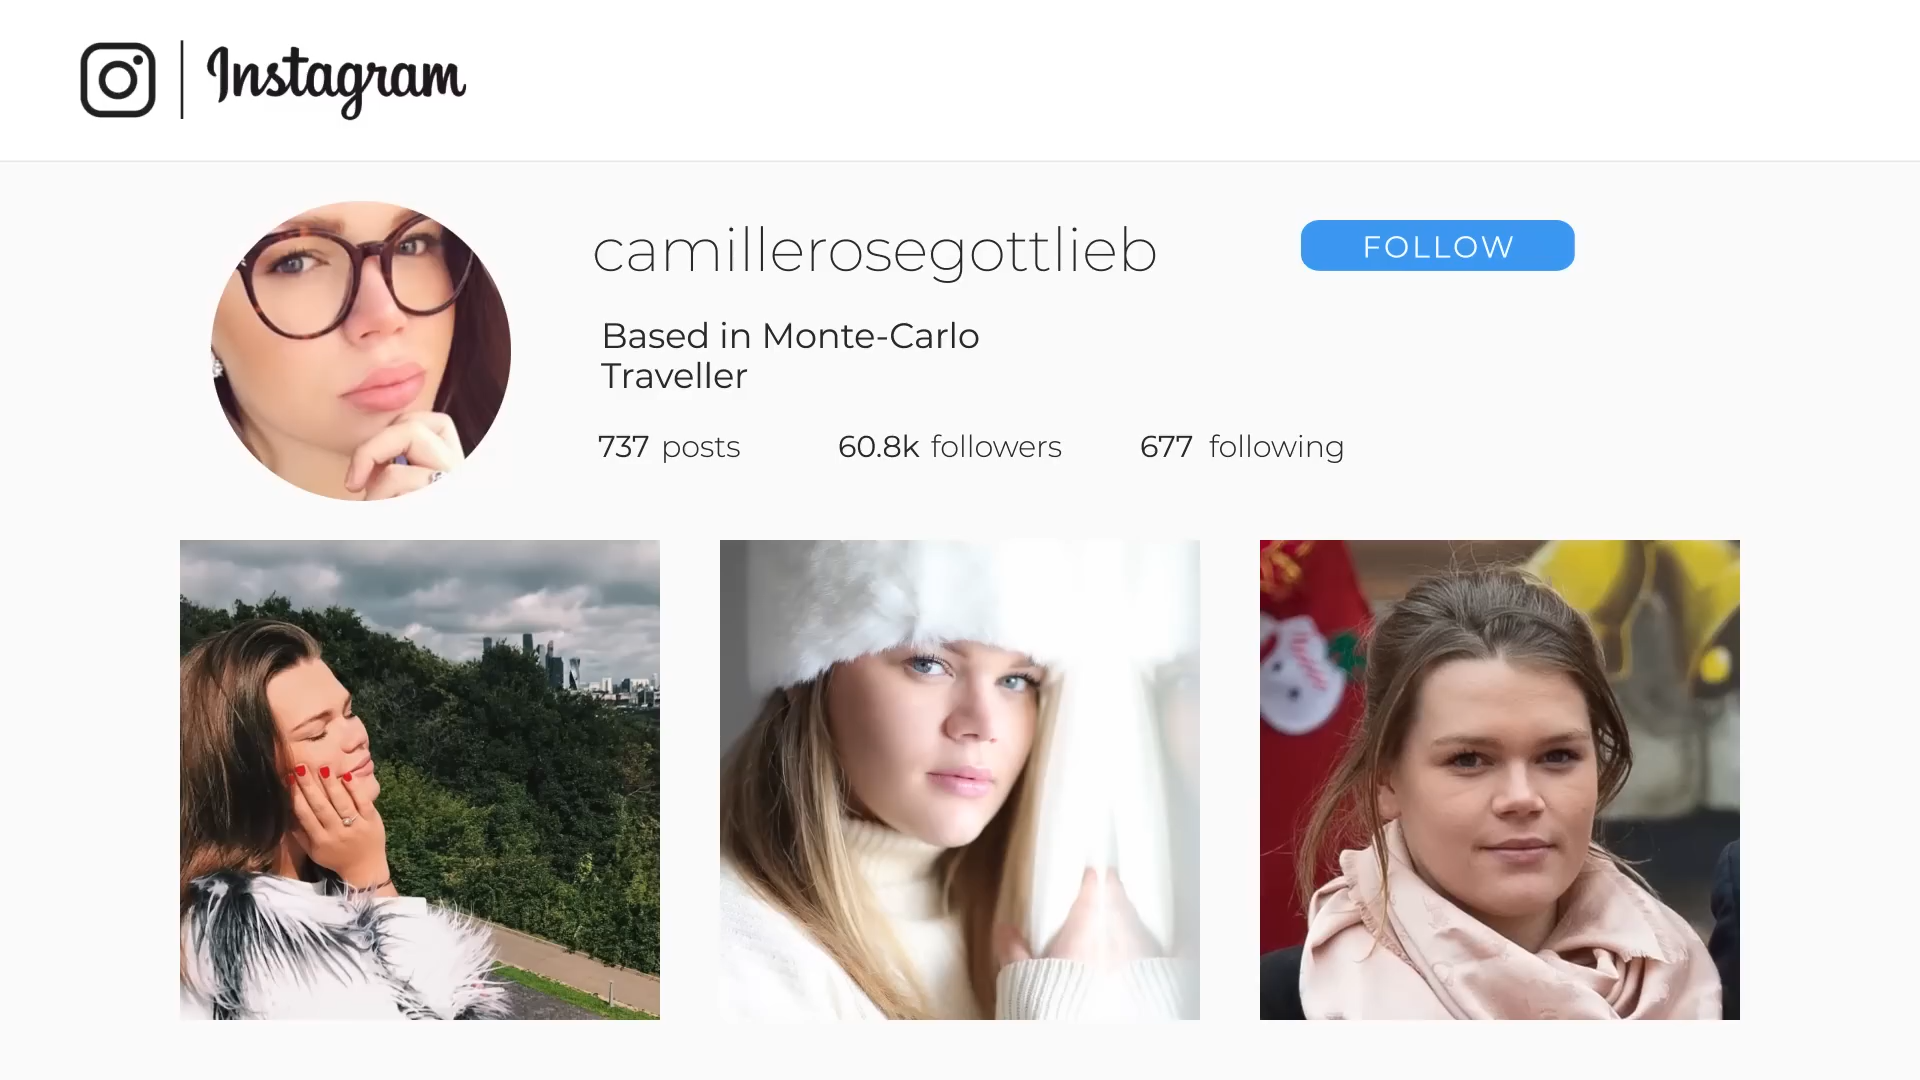 Instagram
camillerosegottlieb
FOLLOW
Based in Monte-Carlo
Traveller
737 posts 60.8k followers 677 following